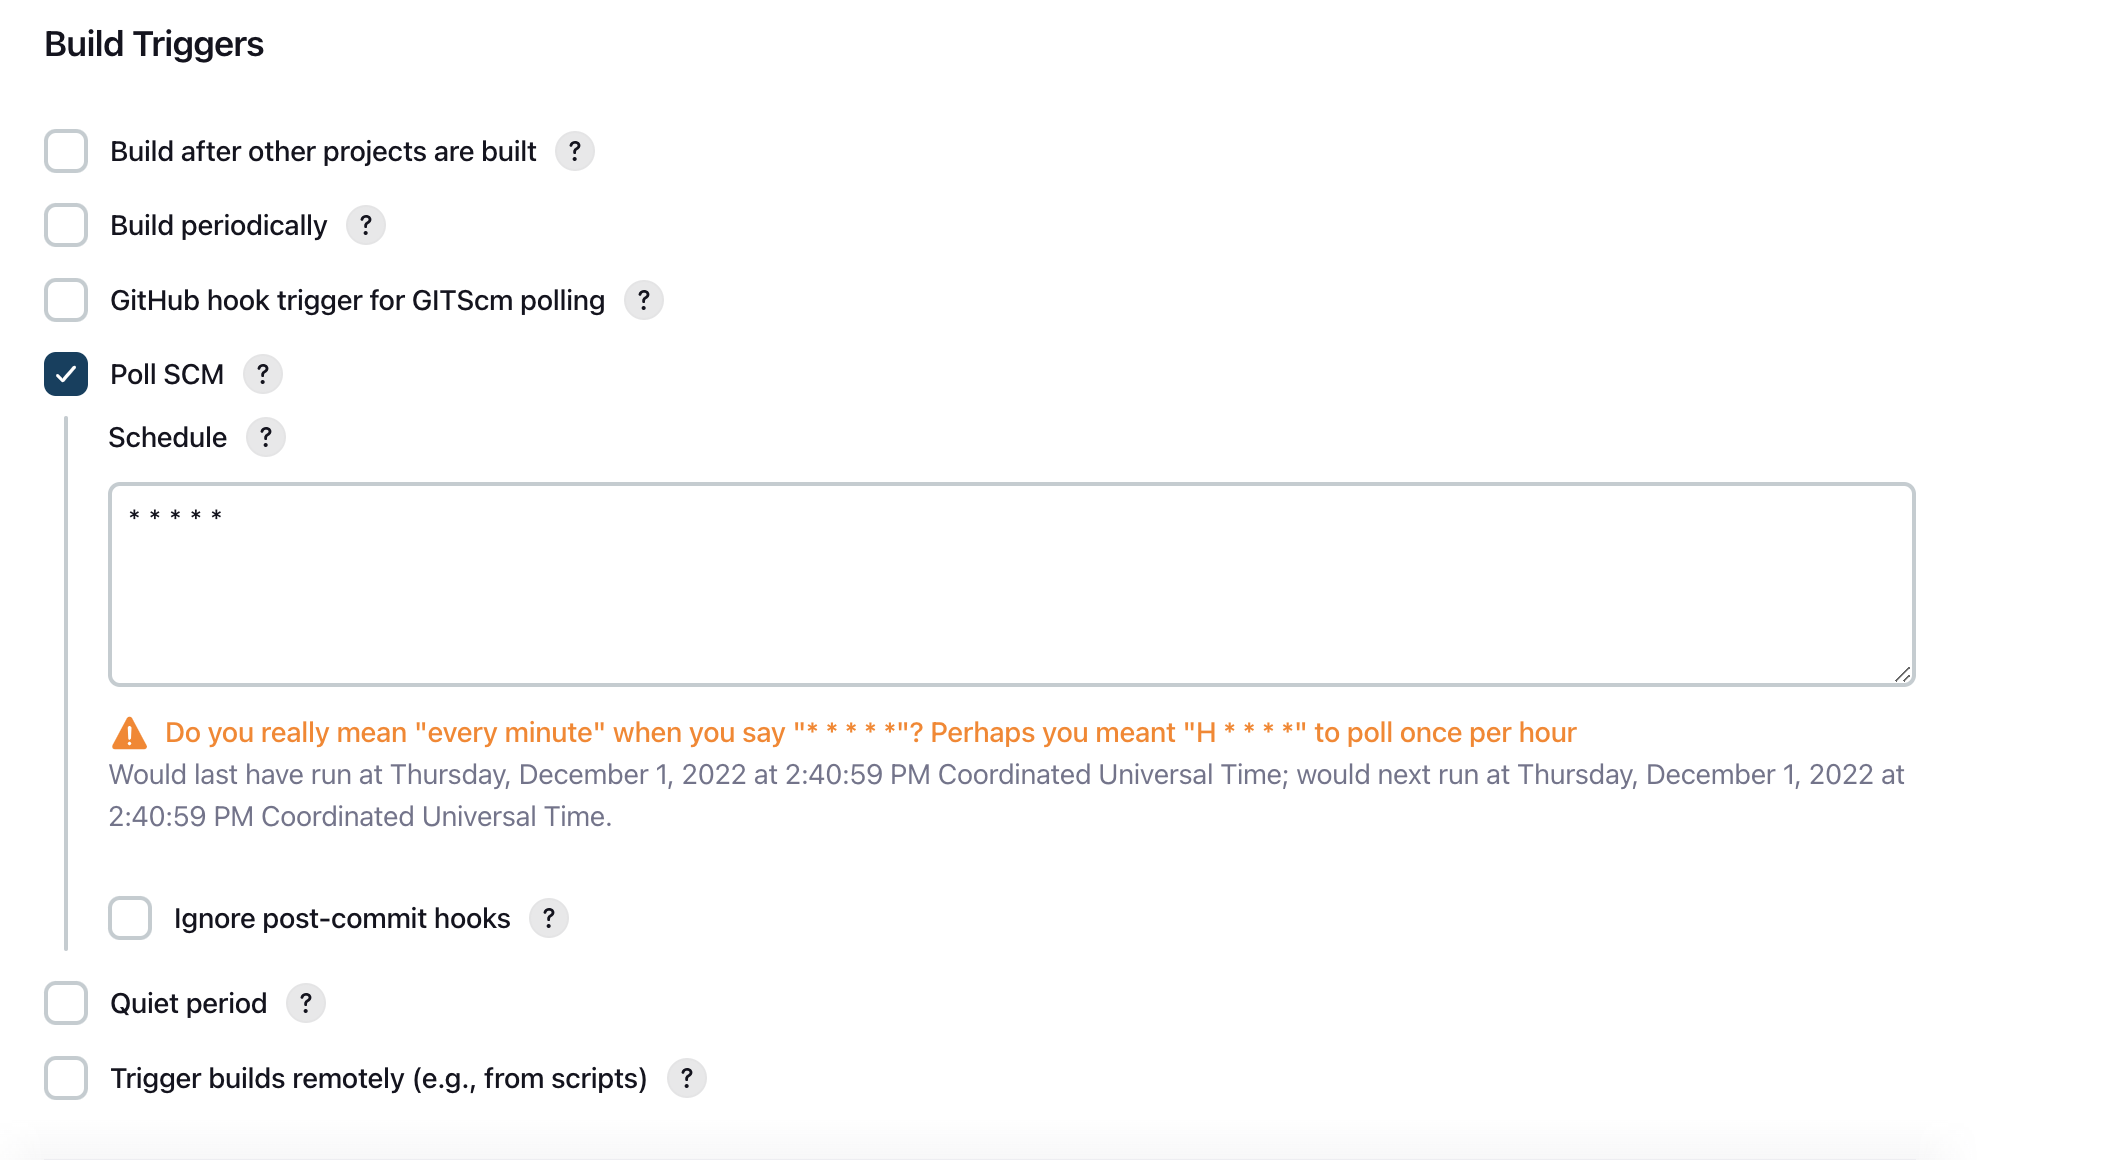 Build Triggers
Build after other projects are built ?
Build periodically ?
GitHub hook trigger for GITScm polling ?
Poll SCM ?
Schedule ?
* * * * *
Do you really mean "every minute" when you say "* * * * *"? Perhaps you meant "H * * * *" to poll once per hour
Would last have run at Thursday, December 1, 2022 at 2:40:59 PM Coordinated Universal Time; would next run at Thursday, December 1, 2022 at
2:40:59 PM Coordinated Universal Time.
Ignore post-commit hooks ?
Quiet period ?
Trigger builds remotely (e.g., from scripts) ?